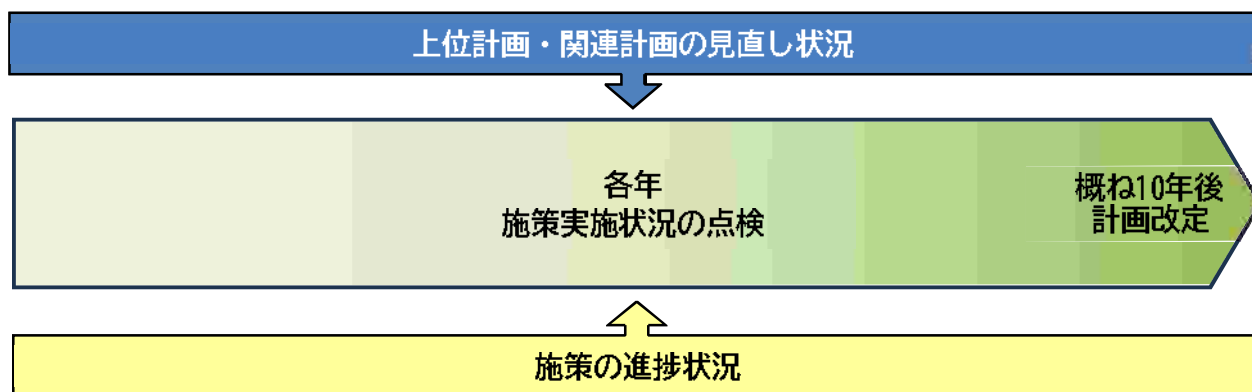 上位計画・関連計画の見直し状況
各年
施策実施状況の点検
概ね10年後
計画改定
施策の進捗状況